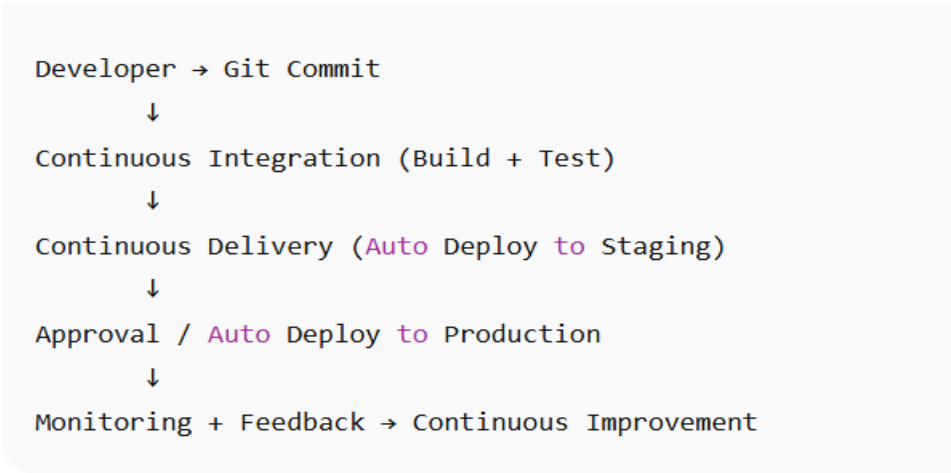 Developer → Git Commit
↓
Continuous Integration (Build + Test)
↓
Continuous Delivery (Auto Deploy to Staging)
↓
Approval / Auto Deploy to Production
↓
Monitoring + Feedback → Continuous Improvement